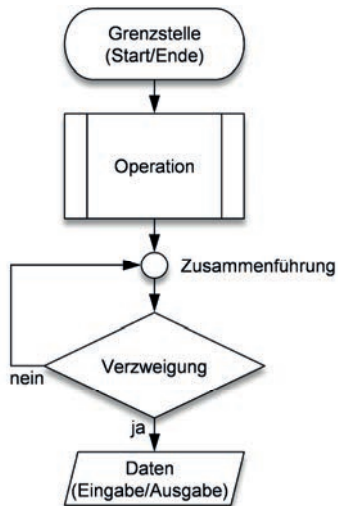 Grenzstelle
(Start/Ende)
Operation
Zusammenführung
Verzweigung
nein
ja
Daten
(Eingabe/Ausgabe)